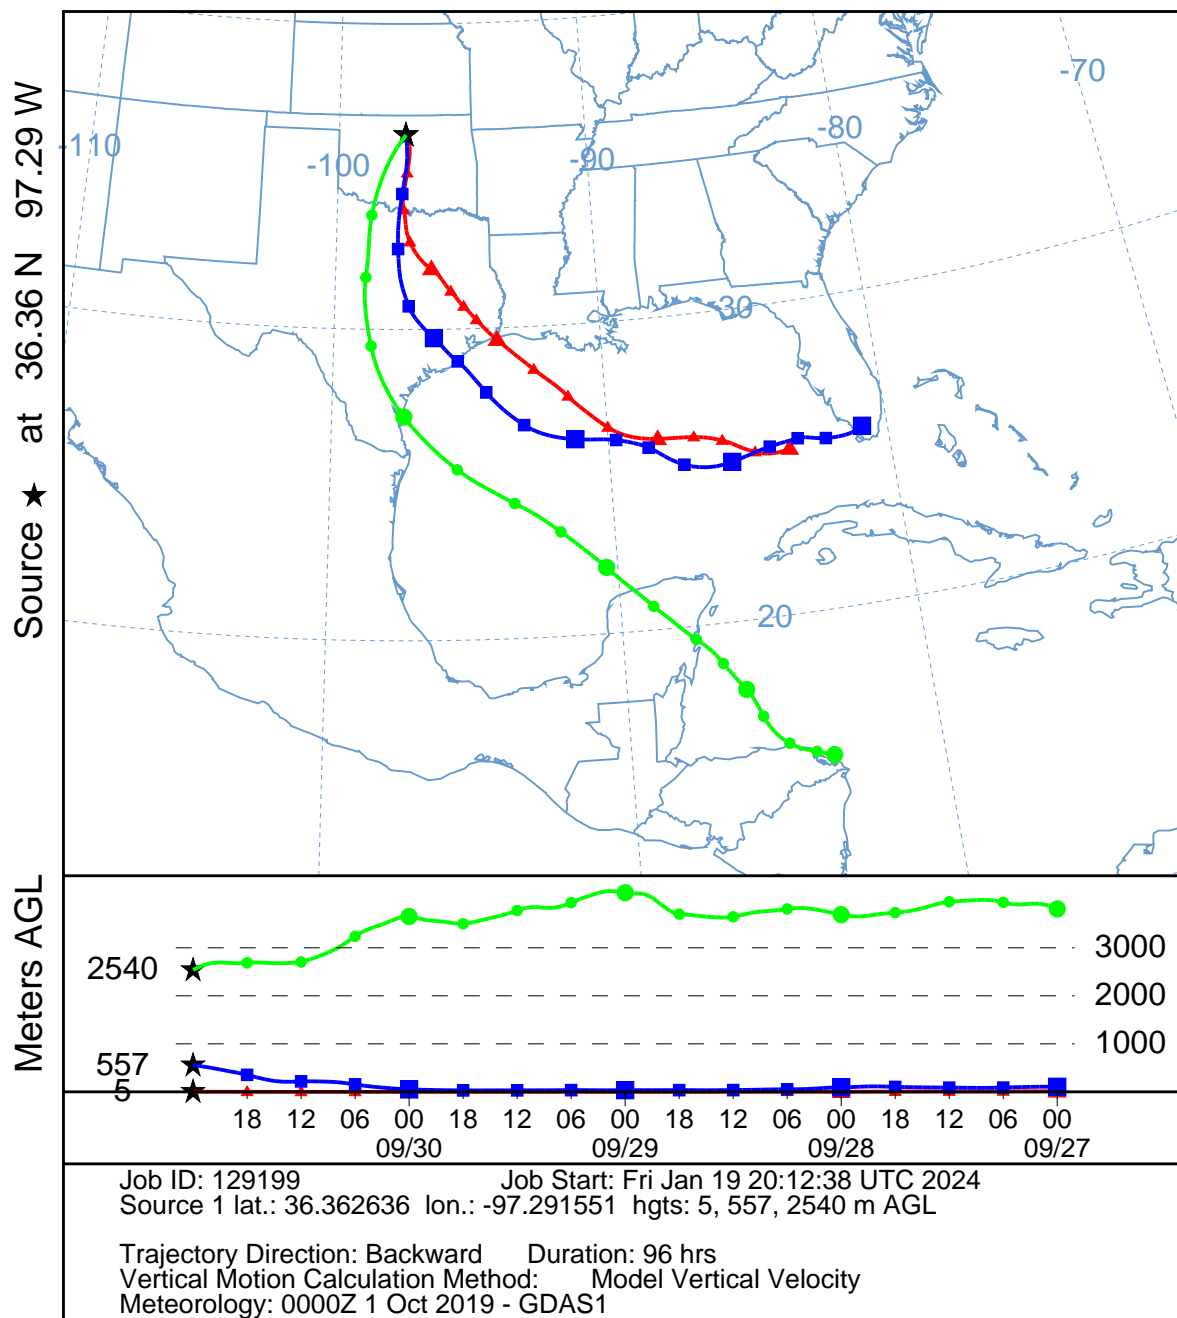 Source ★ at 36.36 N 97.29 W
-110
-100
-90
-80
-70
30
20
Meters AGL
2540
557
5
3000
2000
1000
18 12 06 00 18 12 06 00 18 12 06 00 18 12 06 00
09/30 09/29 09/28 09/27
Job ID: 129199 Job Start: Fri Jan 19 20:12:38 UTC 2024
Source 1 lat.: 36.362636 lon.: -97.291551 hgts: 5, 557, 2540 m AGL
Trajectory Direction: Backward Duration: 96 hrs
Vertical Motion Calculation Method: Model Vertical Velocity
Meteorology: 0000Z 1 Oct 2019 - GDAS1